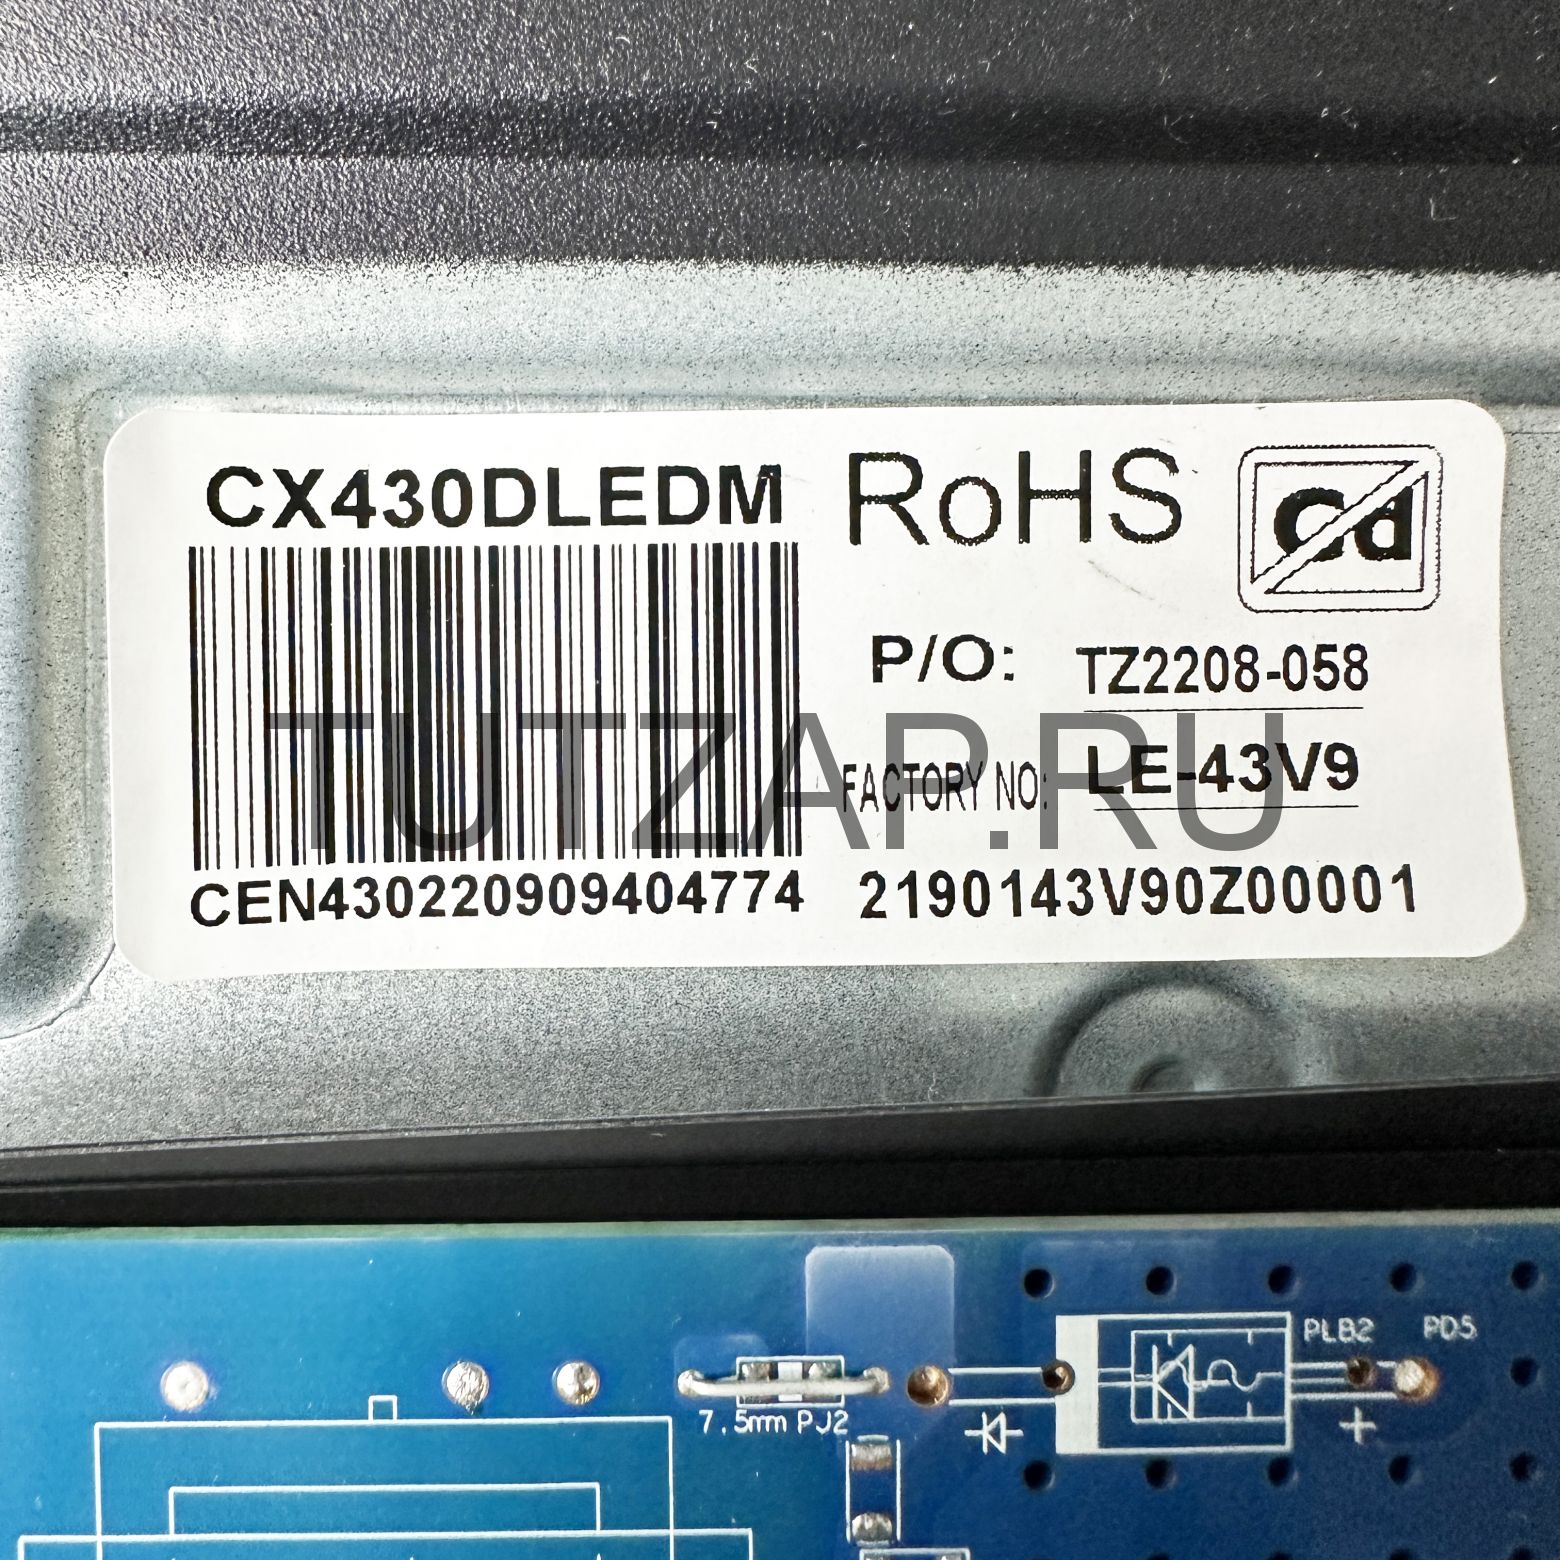 CX430DLEDM
RoHS
Cd
P/O: TZ2208-058
FACTORY NO: LE-43V9
CEN430220909404774
2190143V90Z00001
TUTZAP.RU
PLB2
PD5
7.5mm PJ2
+